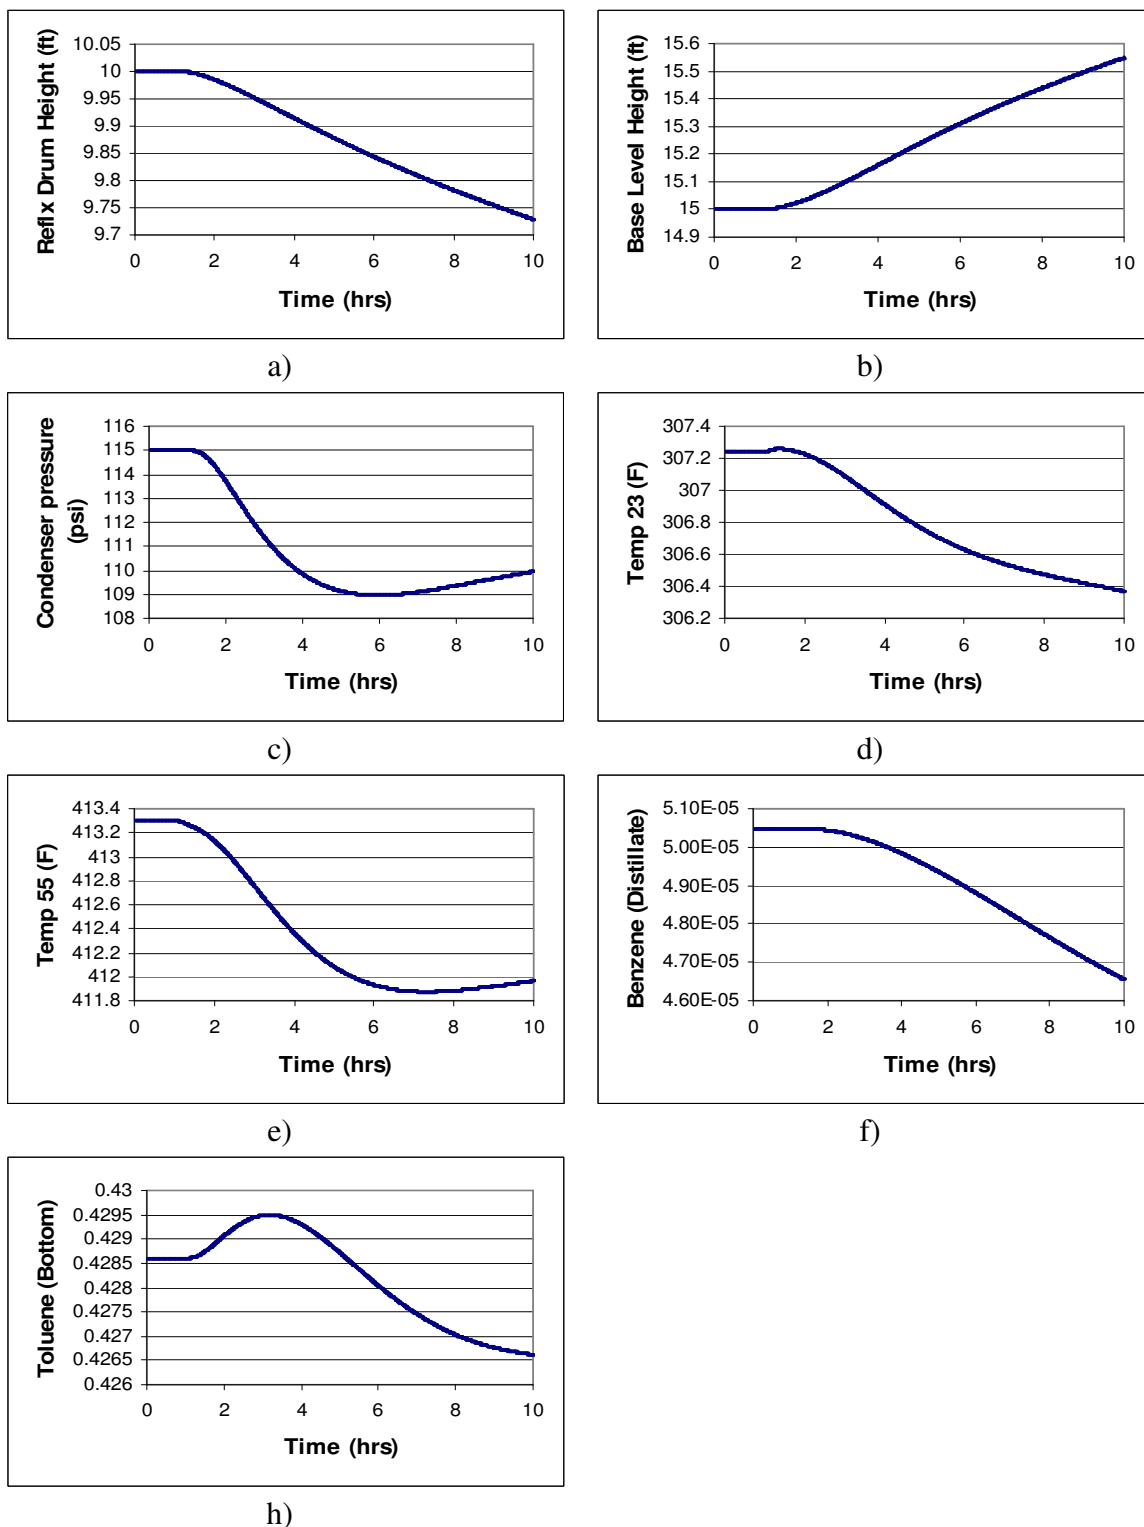 Reflx Drum Height (ft)
10.05
10
9.95
9.9
9.85
9.8
9.75
9.7
0 2 4 6 8 10
Time (hrs)
a)
Base Level Height (ft)
15.6
15.5
15.4
15.3
15.2
15.1
15
14.9
0 2 4 6 8 10
Time (hrs)
b)
Condenser pressure
(psi)
116
115
114
113
112
111
110
109
108
0 2 4 6 8 10
Time (hrs)
c)
Temp 23 (F)
307.4
307.2
307
306.8
306.6
306.4
306.2
0 2 4 6 8 10
Time (hrs)
d)
Temp 55 (F)
413.4
413.2
413
412.8
412.6
412.4
412.2
412
411.8
0 2 4 6 8 10
Time (hrs)
e)
Benzene (Distillate)
5.10E-05
5.00E-05
4.90E-05
4.80E-05
4.70E-05
4.60E-05
0 2 4 6 8 10
Time (hrs)
f)
Toluene (Bottom)
0.43
0.4295
0.429
0.4285
0.428
0.4275
0.427
0.4265
0.426
0 2 4 6 8 10
Time (hrs)
h)